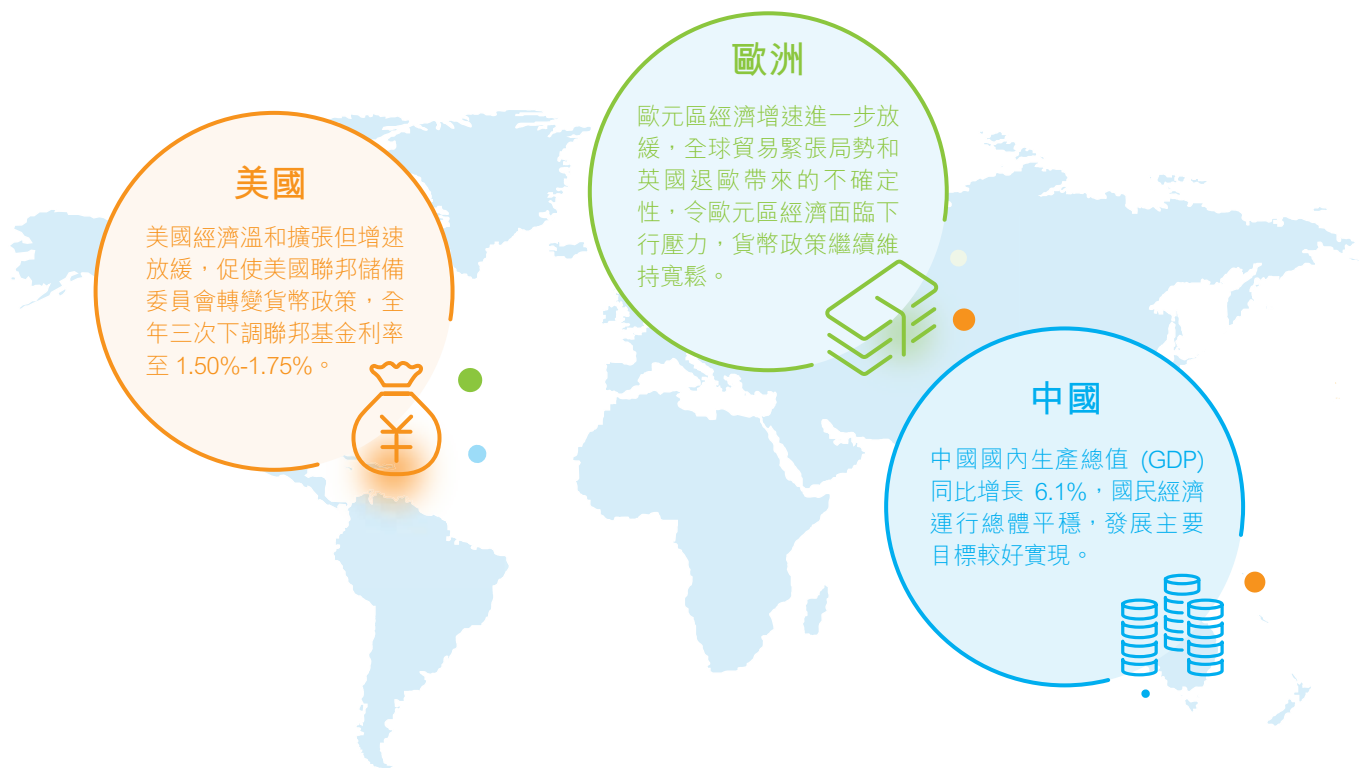 美國
美國經濟溫和擴張但增速
放緩，促使美國聯邦儲備
委員會轉變貨幣政策，全
年三次下調聯邦基金利率
至 1.50%-1.75%。
歐洲
歐元區經濟增速進一步放
緩，全球貿易緊張局勢和
英國退歐帶來的不確定
性，令歐元區經濟面臨下
行壓力，貨幣政策繼續維
持寬鬆。
中國
中國國內生產總值 (GDP)
同比增長 6.1%，國民經濟
運行總體平穩，發展主要
目標較好實現。